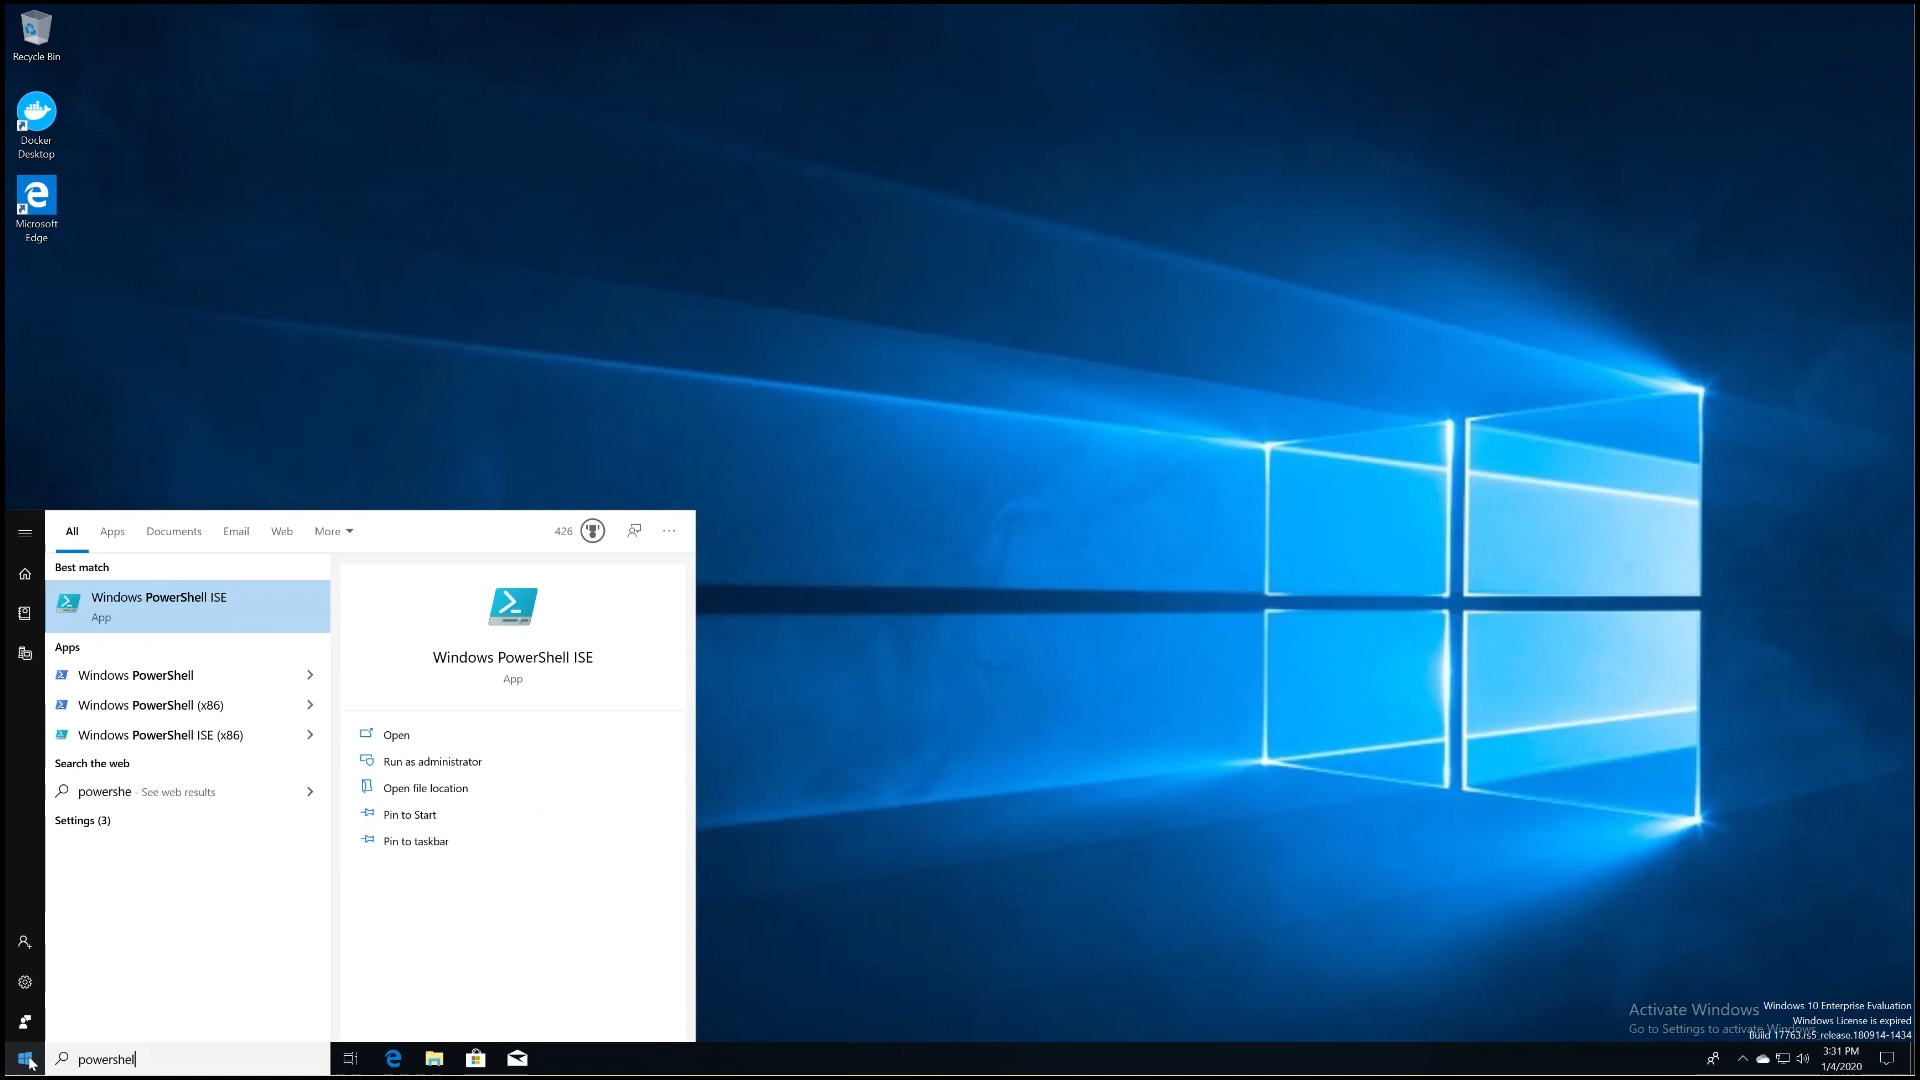 Recycle Bin
Docker
Desktop
Microsoft
Edge
All
Apps
Documents
Email
Web
More
426
Best match
Windows PowerShell ISE
App
Apps
Windows PowerShell
Windows PowerShell (x86)
Windows PowerShell ISE (x86)
Search the web
powershe - See web results
Settings (3)
Windows PowerShell ISE
App
Open
Run as administrator
Open file location
Pin to Start
Pin to taskbar
Activate Windows
Go to Settings to activate Windows.
Windows 10 Enterprise Evaluation
Windows License is expired
Build 17763.rs5_release.180914-1434
powershel
3:31 PM
1/4/2020